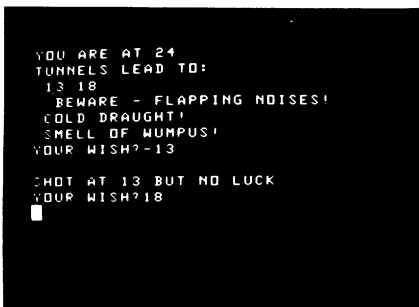 YOU ARE AT 24
TUNNELS LEAD TO:
13 18
BEWARE - FLAPPING NOISES!
COLD DRAUGHT!
SMELL OF WUMPUS!
YOUR WISH?-13
SHOT AT 13 BUT NO LUCK
YOUR WISH?18